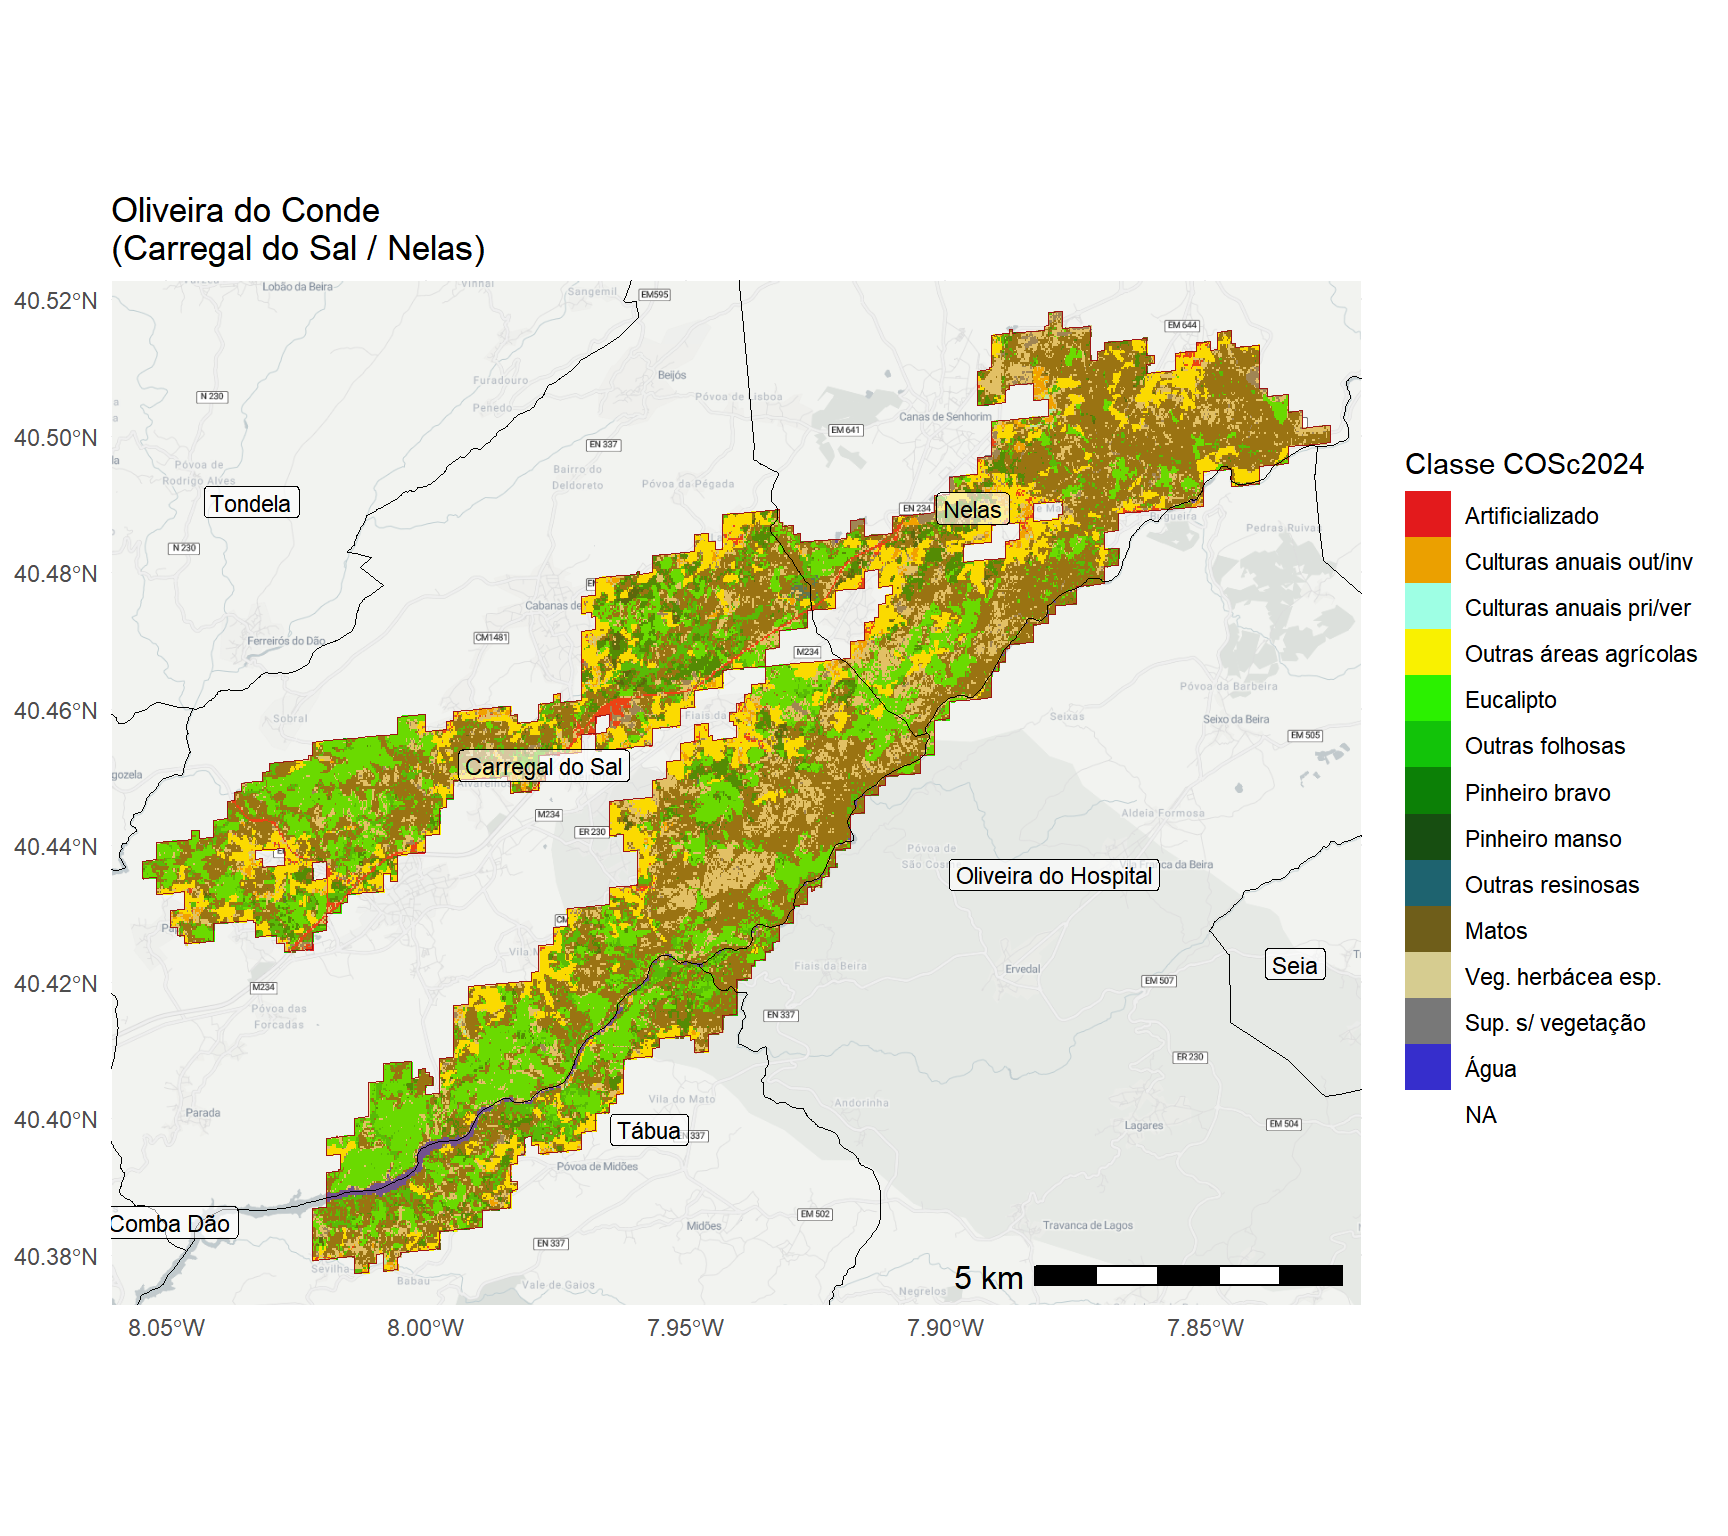 Oliveira do Conde
(Carregal do Sal / Nelas)
40.52°N
40.50°N
40.48°N
40.46°N
40.44°N
40.42°N
40.40°N
40.38°N
8.05°W
8.00°W
7.95°W
7.90°W
7.85°W
Lobão da Beira
Vinhal
Sangemil
EM595
EM 644
N 230
Furadouro
Penedo
Beijós
Póvoa de Lisboa
Canas de Senhorim
EM 641
EN 337
Póvoa de
Rodrigo Alves
Bairro do
Deldoreto
Póvoa da Pégada
Tondela
EN 234
Nelas
Pedras Ruivas
N 230
Cabanas de
CM1481
Ferreirós do Dão
M234
Póvoa da Barbeira
Sobral
Fiais da
Seixas
Seixo da Beira
EM 505
Carregal do Sal
M234
ER 230
Aldeia Formosa
Póvoa de
São Cosm
Oliveira do Hospital
Vila Franca da Beira
Fiais da Beira
Ervedal
EM 507
Seia
M234
Póvoa das
Forcadas
EN 337
ER 230
Parada
Vila do Mato
Andorinha
Lagares
EM 504
Tábua
337
Póvoa de Midões
Comba Dão
Midões
EM 502
Travanca de Lagos
EN 337
Sevilha
Babau
Vale de Gaios
Negrelos
5 km
Classe COSc2024
Artificializado
Culturas anuais out/inv
Culturas anuais pri/ver
Outras áreas agrícolas
Eucalipto
Outras folhosas
Pinheiro bravo
Pinheiro manso
Outras resinosas
Matos
Veg. herbácea esp.
Sup. s/ vegetação
Água
NA